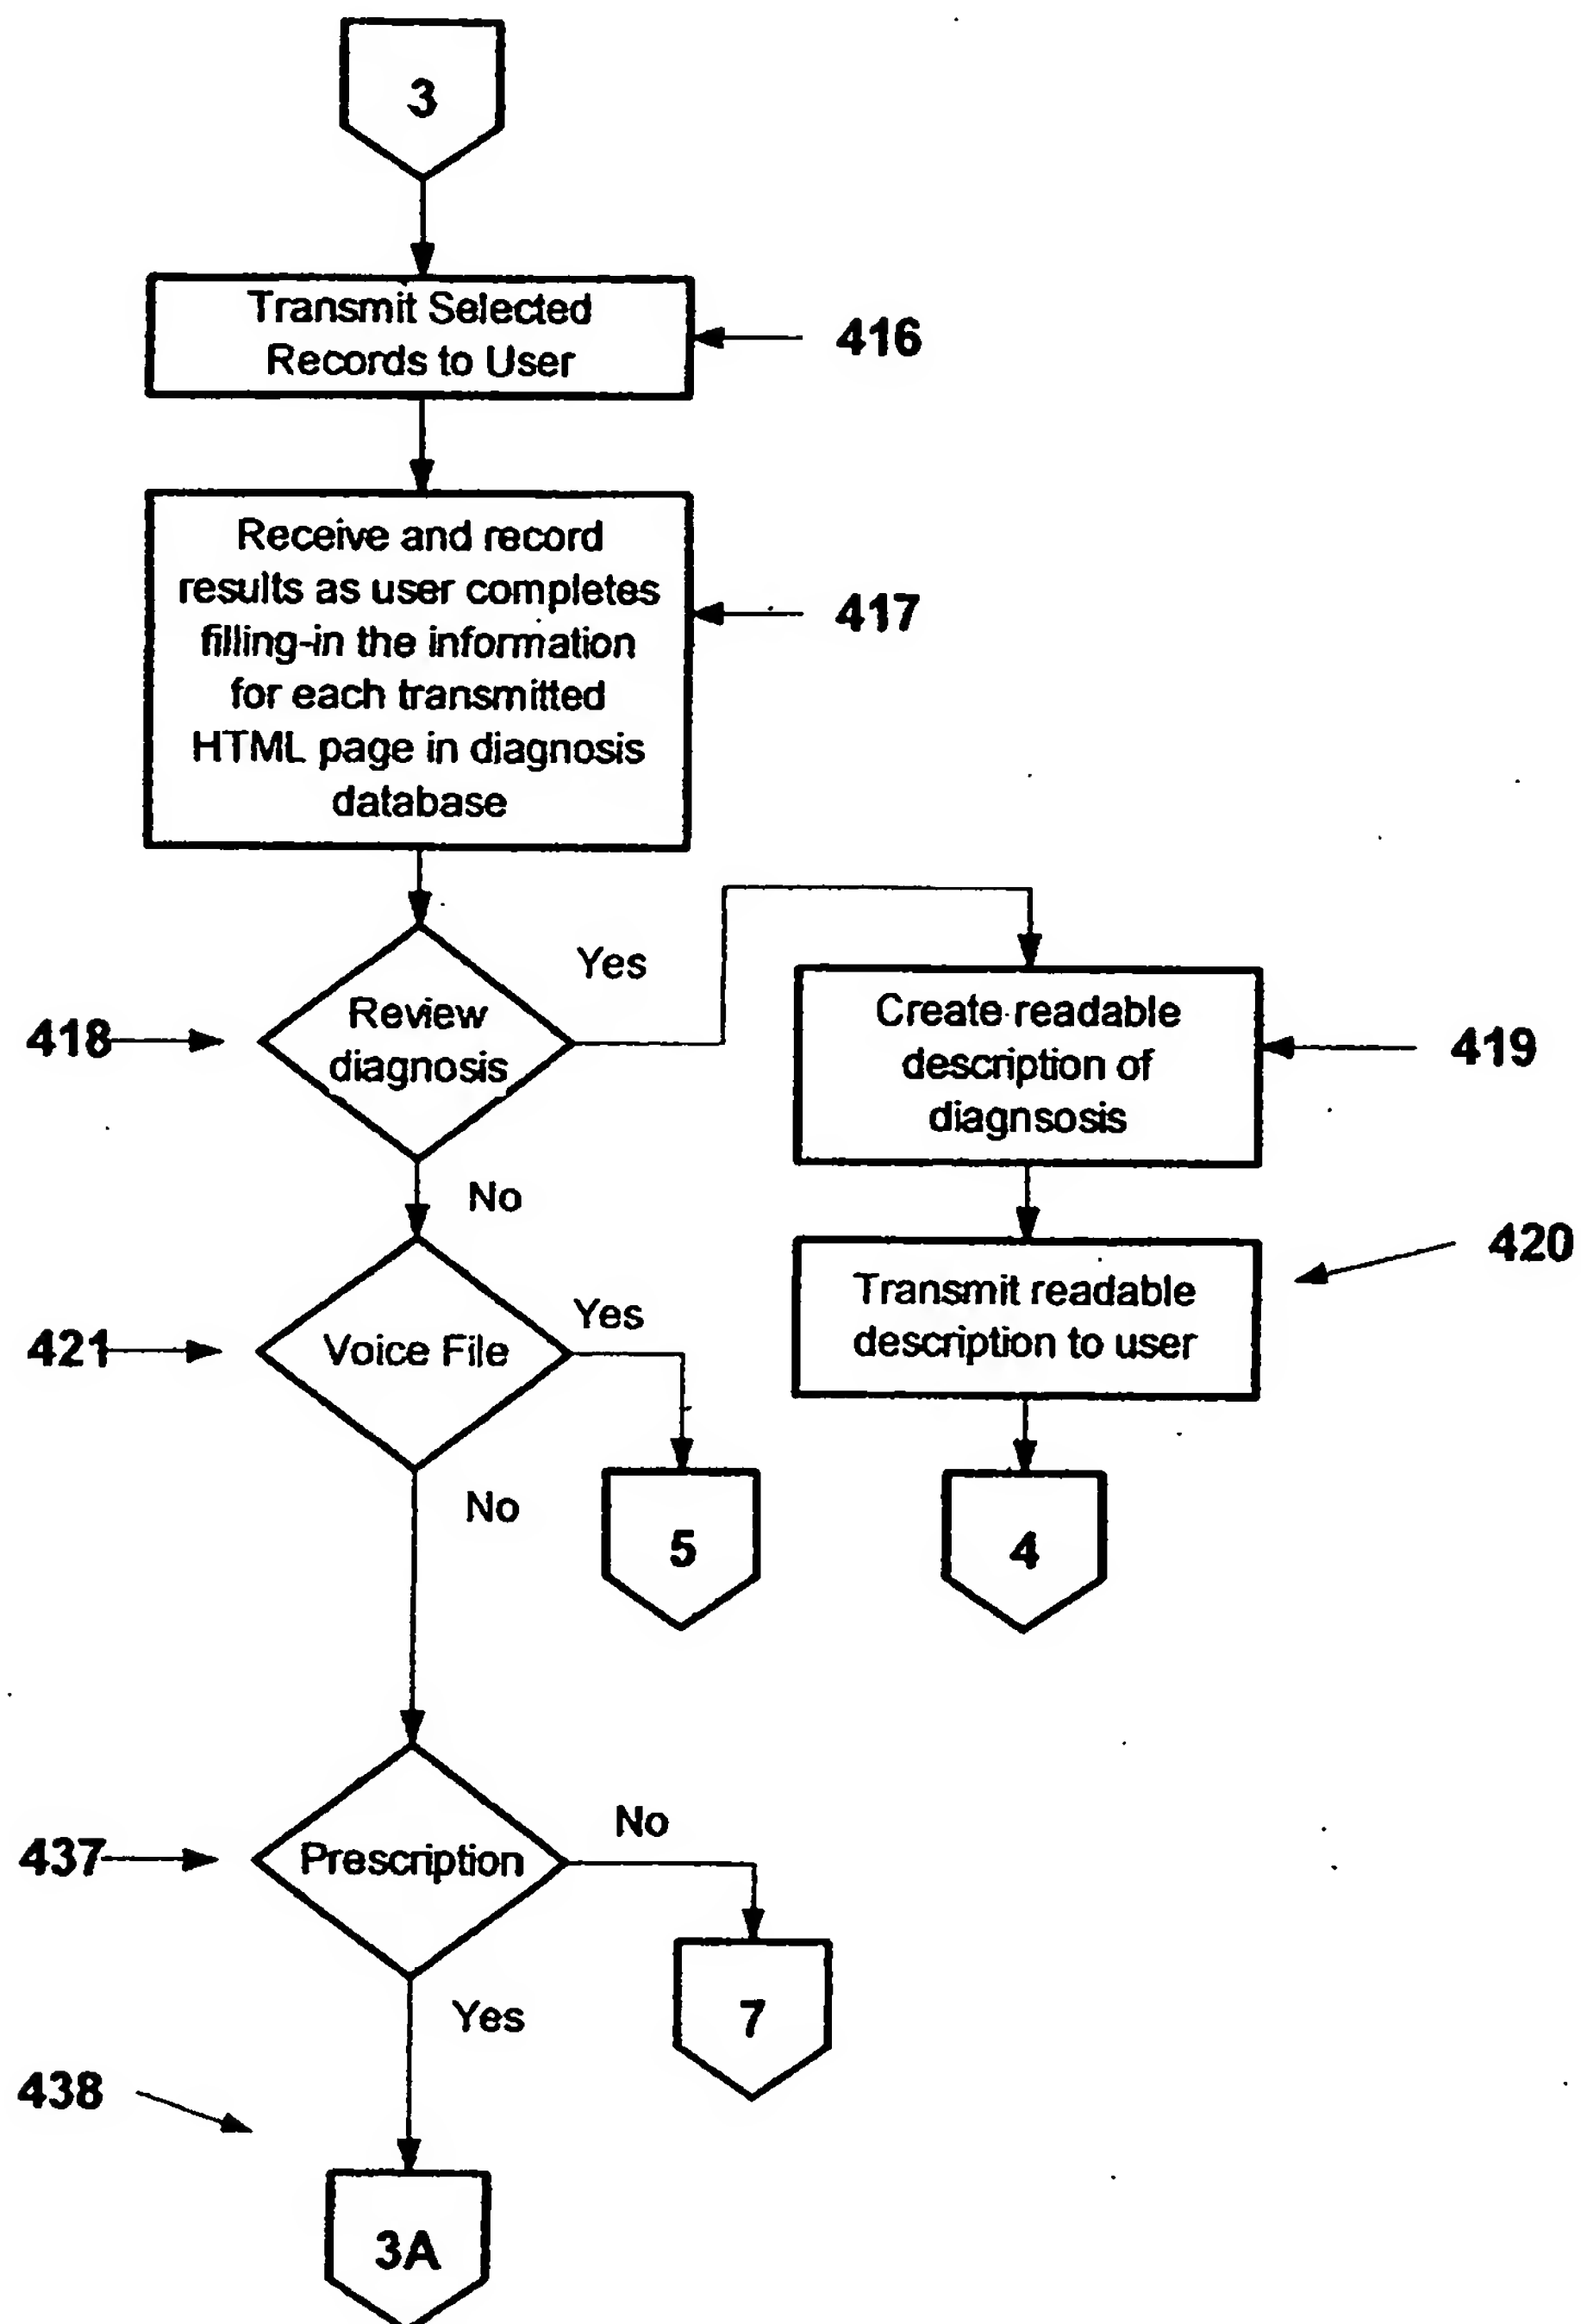 3
Transmit Selected
Records to User
416
Receive and record
results as user completes
filling-in the information
for each transmitted
HTML page in diagnosis
database
417
418
Review
diagnosis
Yes
No
Create readable
description of
diagnsosis
419
Transmit readable
description to user
420
421
Voice File
Yes
No
5
4
437
Prescription
No
Yes
7
438
3A